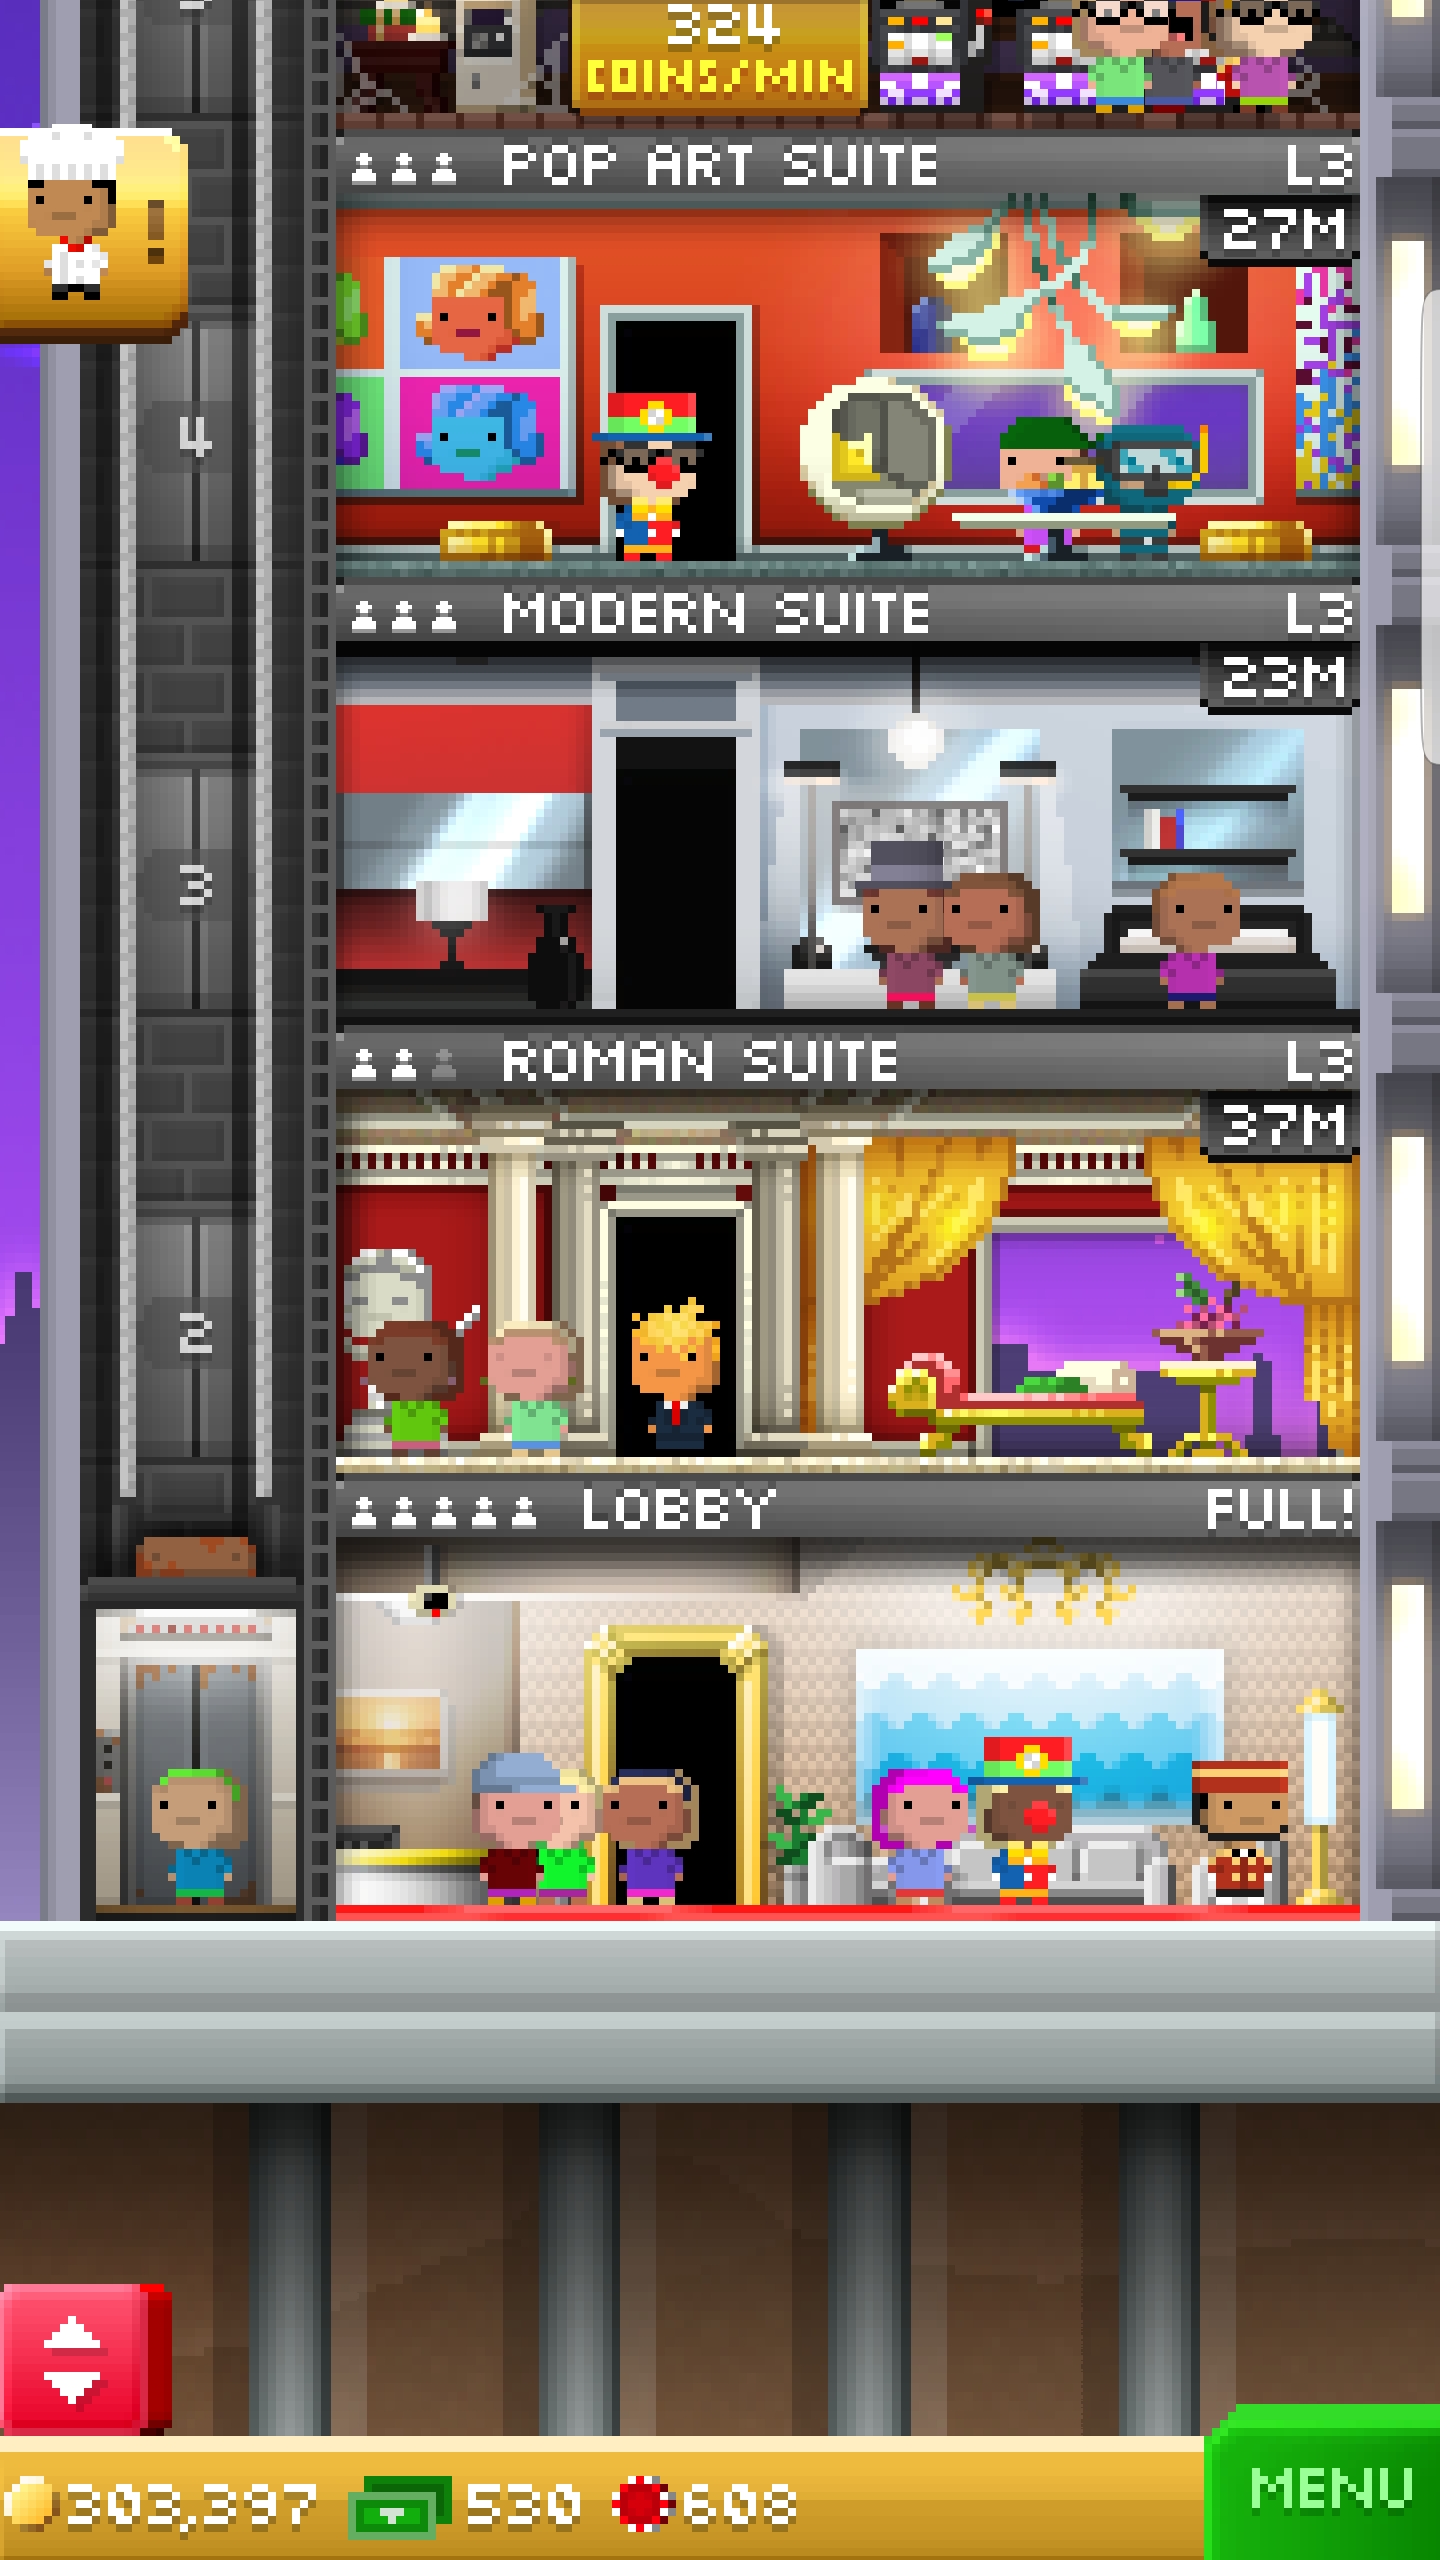 324
COINS/MIN
POP ART SUITE L3
27M
!
4
MODERN SUITE L3
23M
3
ROMAN SUITE L3
37M
2
LOBBY FULL!
303,397 530 608
MENU